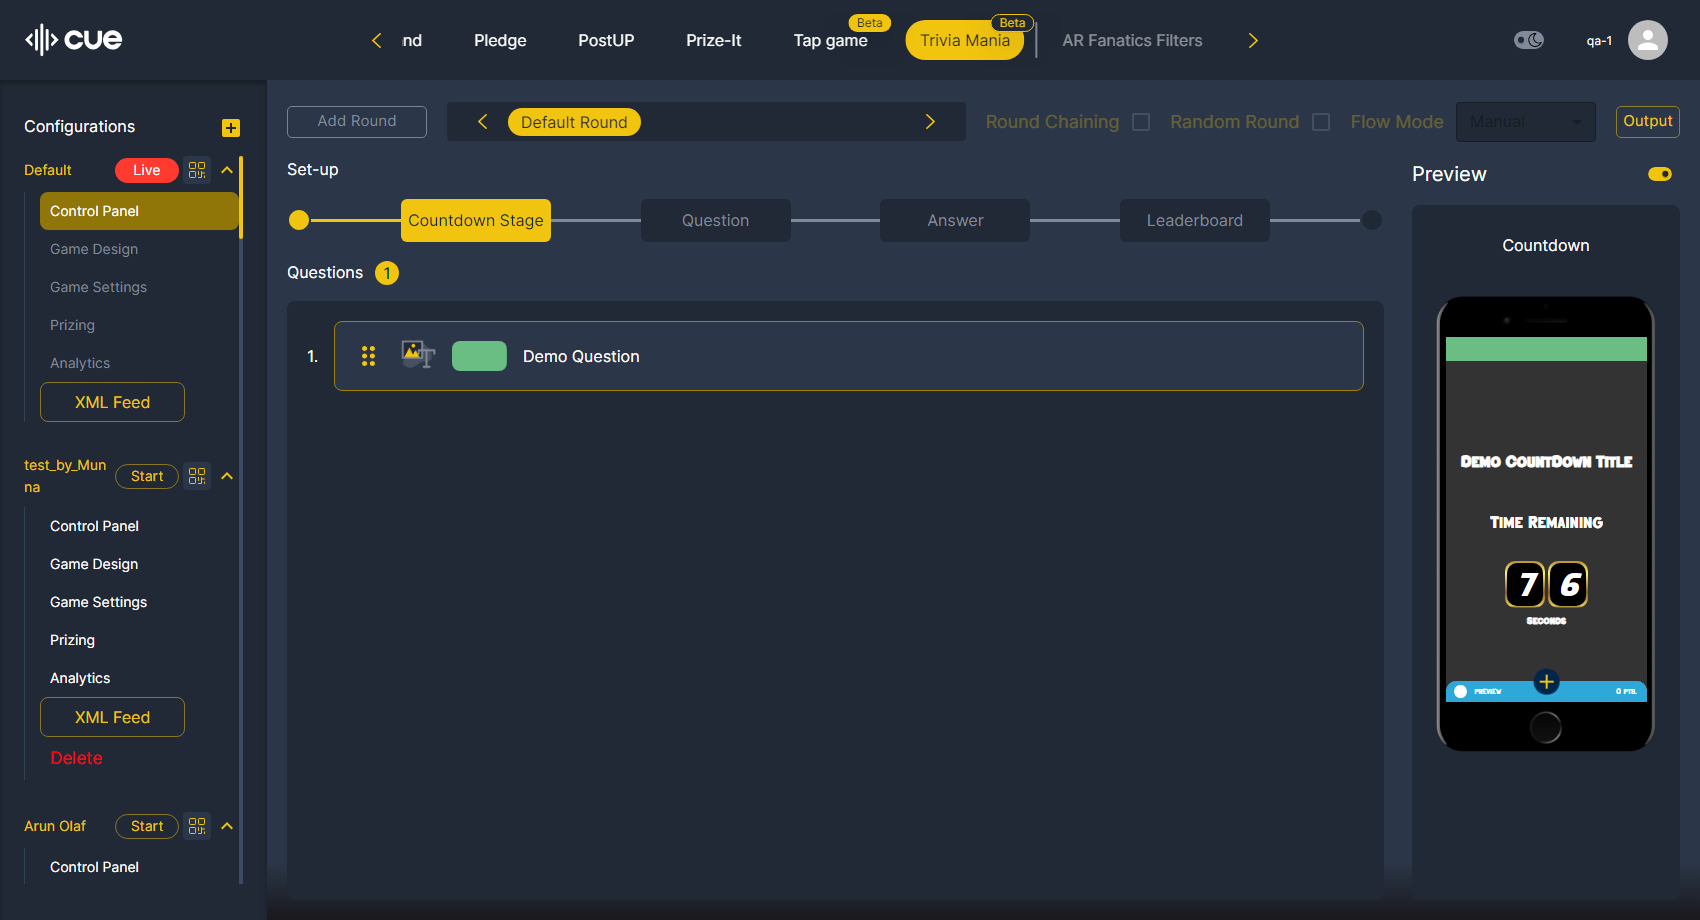 cue
nd
Pledge
PostUP
Prize-It
Beta
Tap game
Beta
Trivia Mania
AR Fanatics Filters
qa-1
Configurations
Default
Live
Control Panel
Game Design
Game Settings
Prizing
Analytics
XML Feed
test_by_Mun
na
Start
Control Panel
Game Design
Game Settings
Prizing
Analytics
XML Feed
Delete
Arun Olaf
Start
Control Panel
Add Round
Default Round
Round Chaining
Random Round
Flow Mode
Manual
Output
Set-up
Countdown Stage
Question
Answer
Leaderboard
Questions 1
1.
Demo Question
Preview
Countdown
Demo CountDown Title
Time Remaining
7 6
Seconds
PREVIEW
0 PTS.